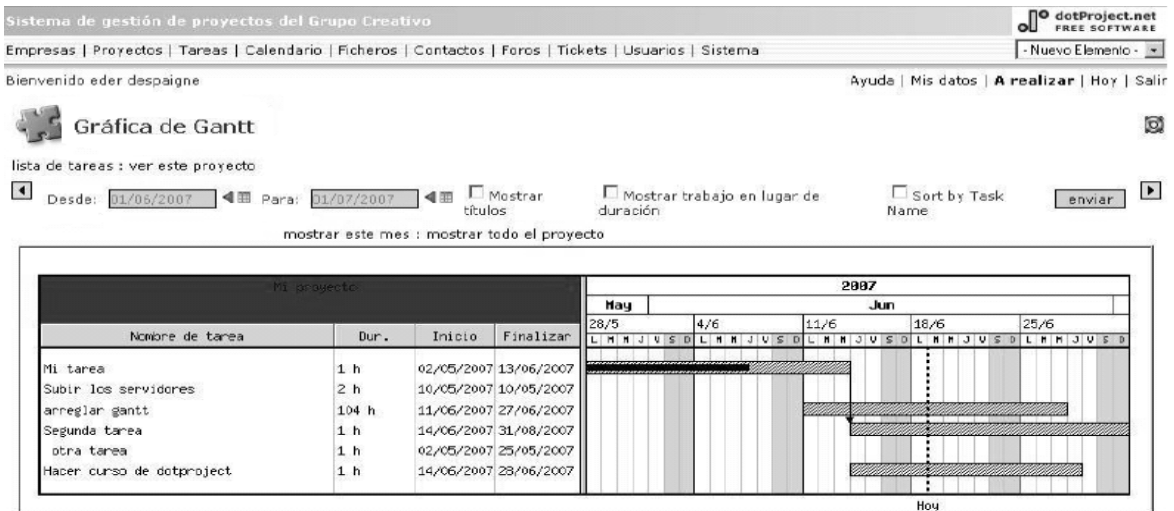 Sistema de gestión de proyectos del Grupo Creativo
dotProject.net
FREE SOFTWARE
Empresas | Proyectos | Tareas | Calendario | Ficheros | Contactos | Foros | Tickets | Usuarios | Sistema
- Nuevo Elemento -
Bienvenido eder despaigne
Ayuda | Mis datos | A realizar | Hoy | Salir
Gráfica de Gantt
lista de tareas : ver este proyecto
Desde: 01/06/2007 Para: 01/07/2007 Mostrar títulos Mostrar trabajo en lugar de duración Sort by Task Name enviar
mostrar este mes : mostrar todo el proyecto
Mi proyecto
2007
May Jun
28/5 4/6 11/6 18/6 25/6
Nombre de tarea Dur. Inicio Finalizar L M M J V S D L M M J V S D L M M J V S D L M M J V S D L M M J V S D
Mi tarea 1 h 02/05/2007 13/06/2007
Subir los servidores 2 h 10/05/2007 10/05/2007
arreglar gantt 104 h 11/06/2007 27/06/2007
Segunda tarea 1 h 14/06/2007 31/08/2007
otra tarea 1 h 02/05/2007 25/05/2007
Hacer curso de dotproject 1 h 14/06/2007 28/06/2007
Hoy